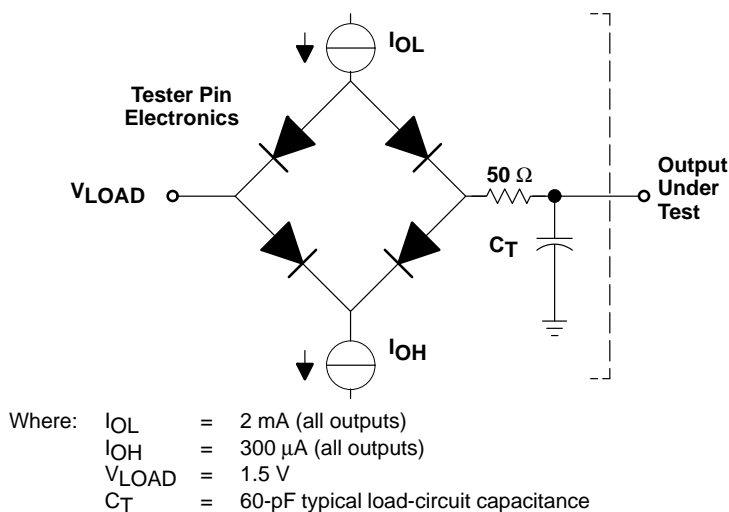 IOL
Tester Pin
Electronics
VLOAD
50 Ω
Output
Under
Test
CT
IOH
Where: IOL = 2 mA (all outputs)
IOH = 300 μA (all outputs)
VLOAD = 1.5 V
CT = 60-pF typical load-circuit capacitance